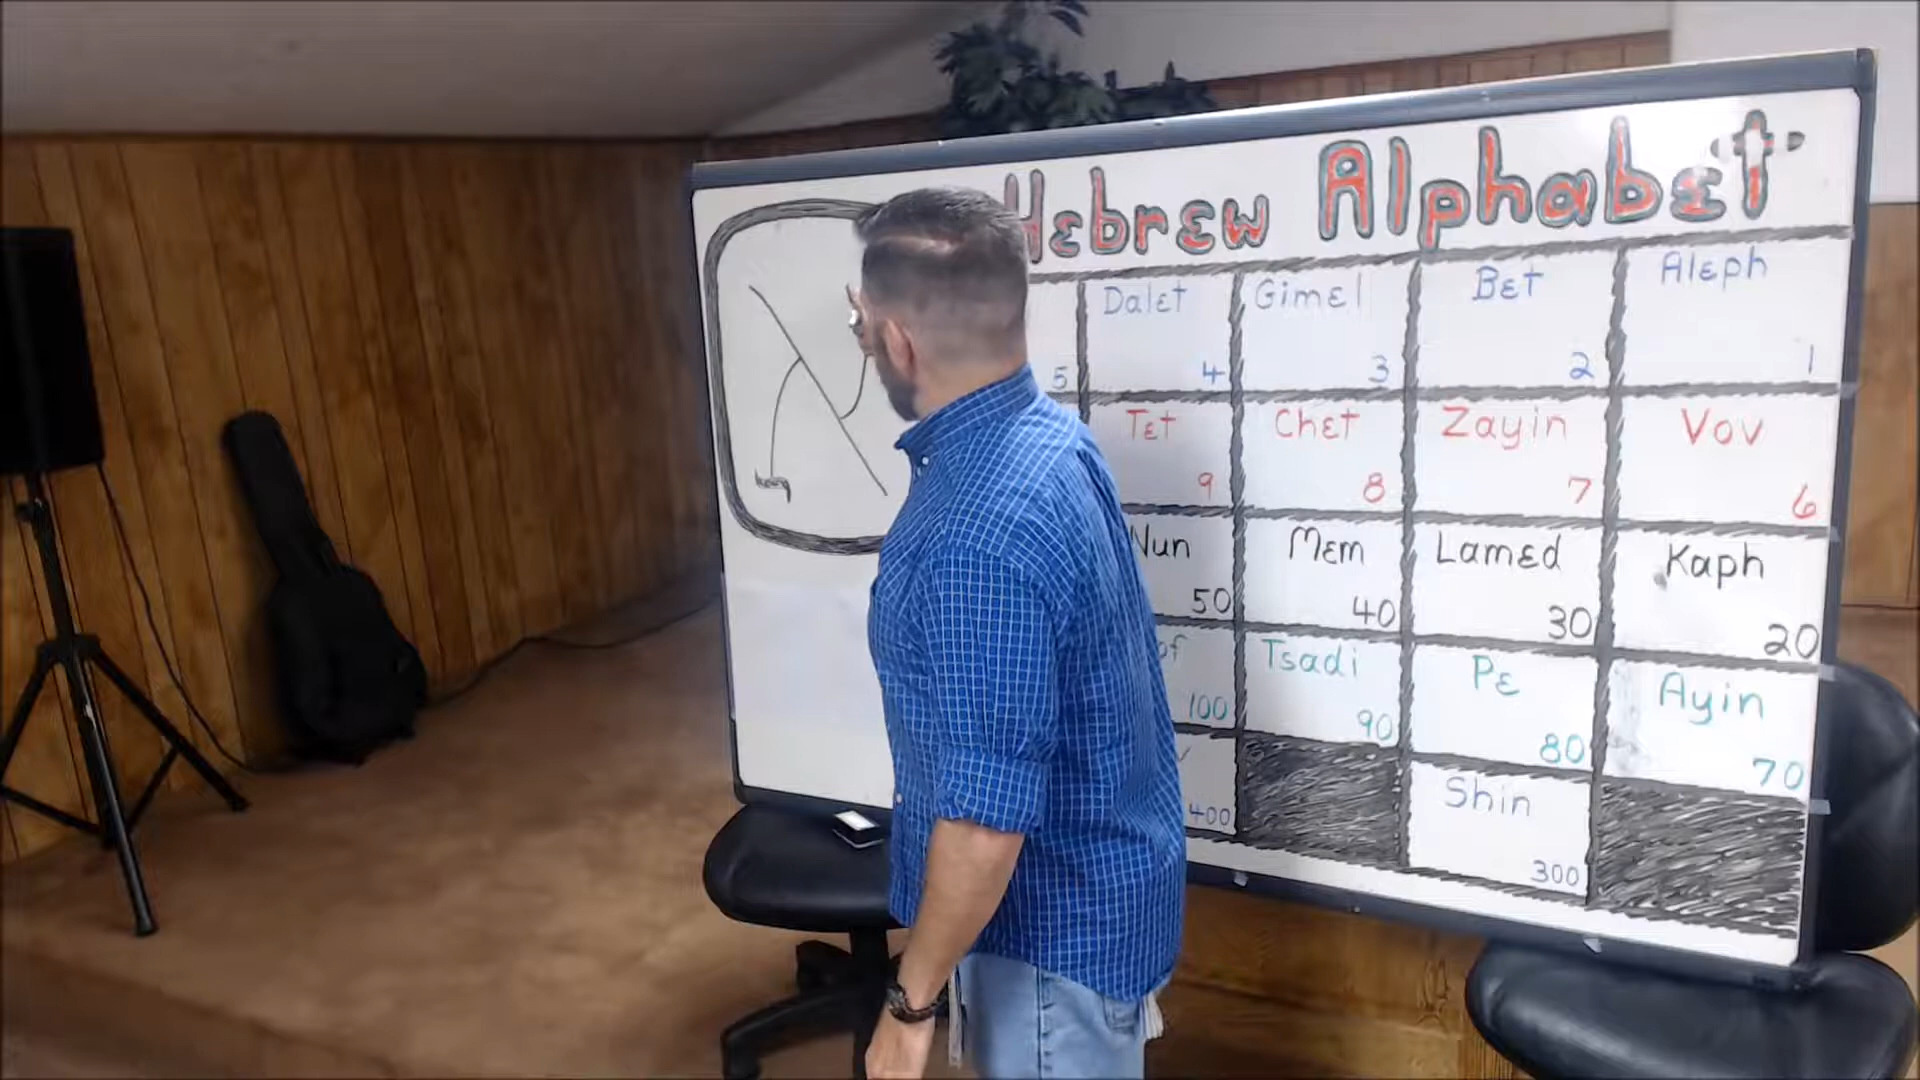 Hebrew Alphabet
5 Dalet 4 Gimel 3 Bet 2 Aleph 1
Tet 9 Chet 8 Zayin 7 Vov 6
Nun 50 Mem 40 Lamed 30 Kaph 20
of 100 Tsadi 90 Pe 80 Ayin 70
400 Shin 300